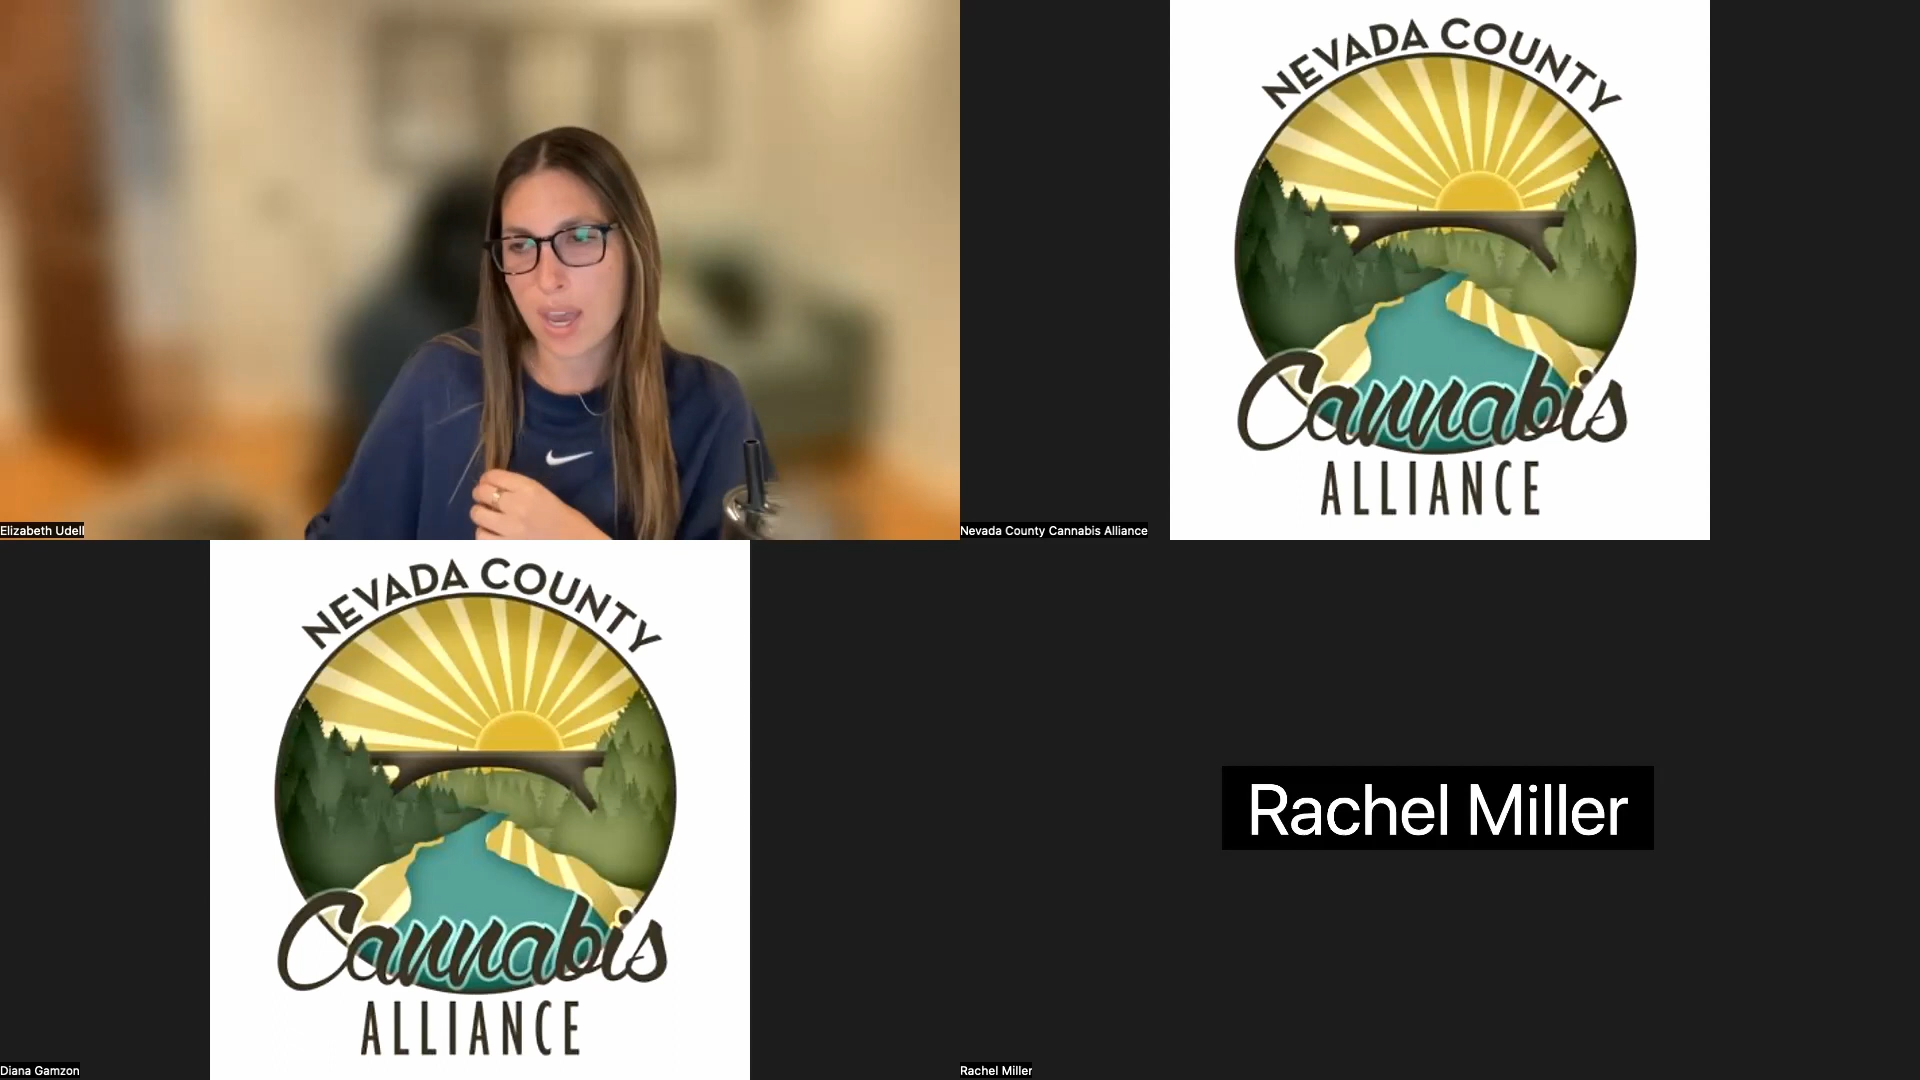 NEVADA COUNTY
Cannabis
ALLIANCE
Elizabeth Udell
Nevada County Cannabis Alliance
NEVADA COUNTY
Cannabis
ALLIANCE
Rachel Miller
Diana Gamzon
Rachel Miller